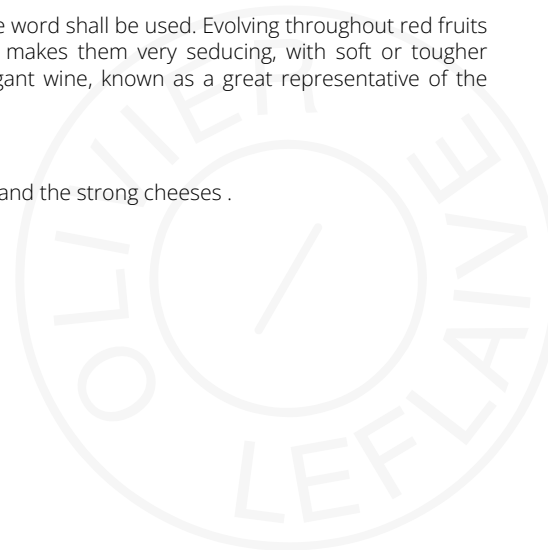 e word shall be used. Evolving throughout red fruits
makes them very seducing, with soft or tougher
gant wine, known as a great representative of the
and the strong cheeses .
OLIVIER
LEFLAIVE